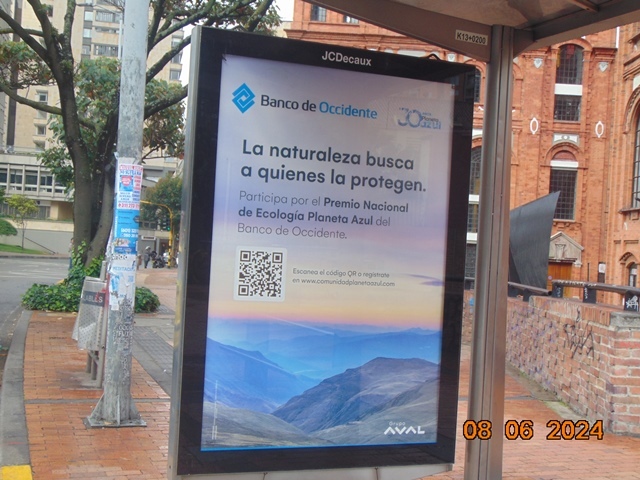 K13+0200
JCDecaux
Banco de Occidente
30
La naturaleza busca
a quienes la protegen.
Participa por el Premio Nacional
de Ecología Planeta Azul del
Banco de Occidente.
Escanea el código QR o regístrate
en www.comunidadplanetaazul.com
Grupo
AVAL
08 06 2024